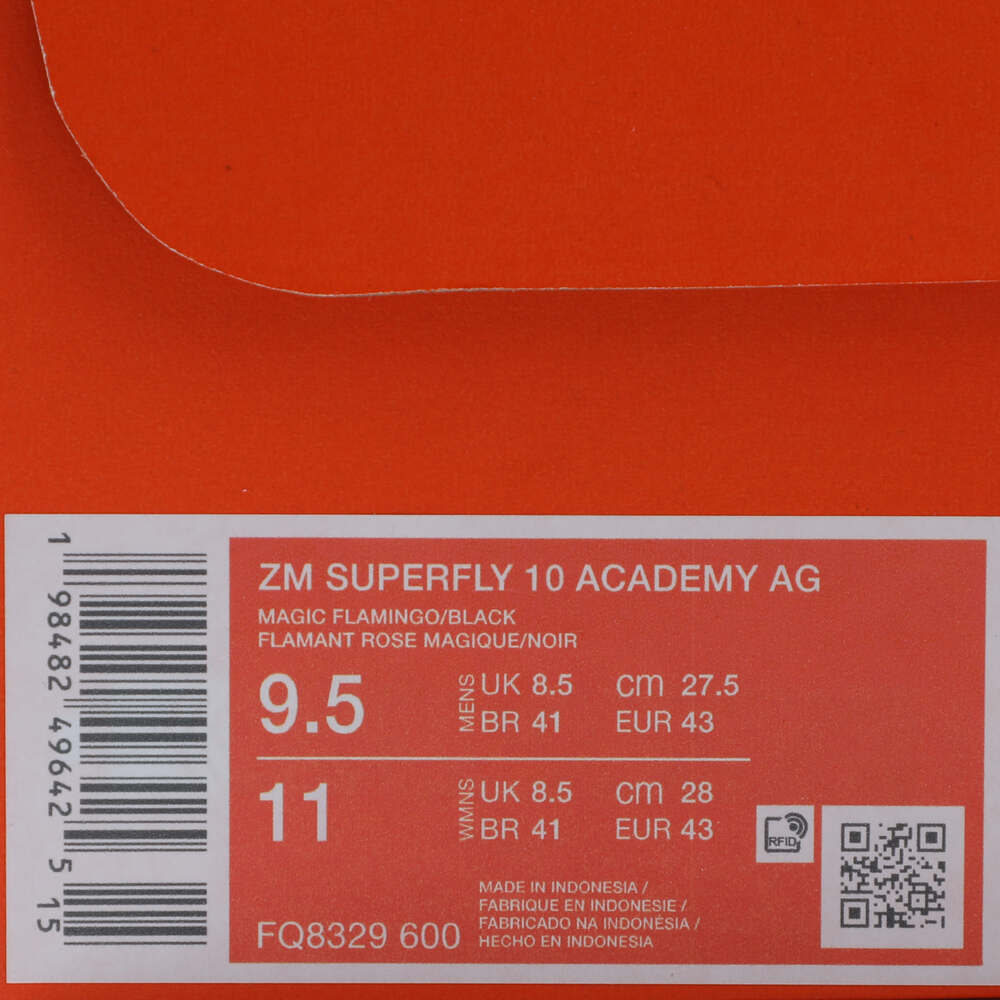 ZM SUPERFLY 10 ACADEMY AG
MAGIC FLAMINGO/BLACK
FLAMANT ROSE MAGIQUE/NOIR
9.5 MENS UK 8.5 cm 27.5
BR 41 EUR 43
11 WMNS UK 8.5 cm 28
BR 41 EUR 43
RFID
MADE IN INDONESIA /
FABRIQUE EN INDONESIE /
FABRICADO NA INDONÉSIA /
HECHO EN INDONESIA
FQ8329 600
1 98482 49642 5 15